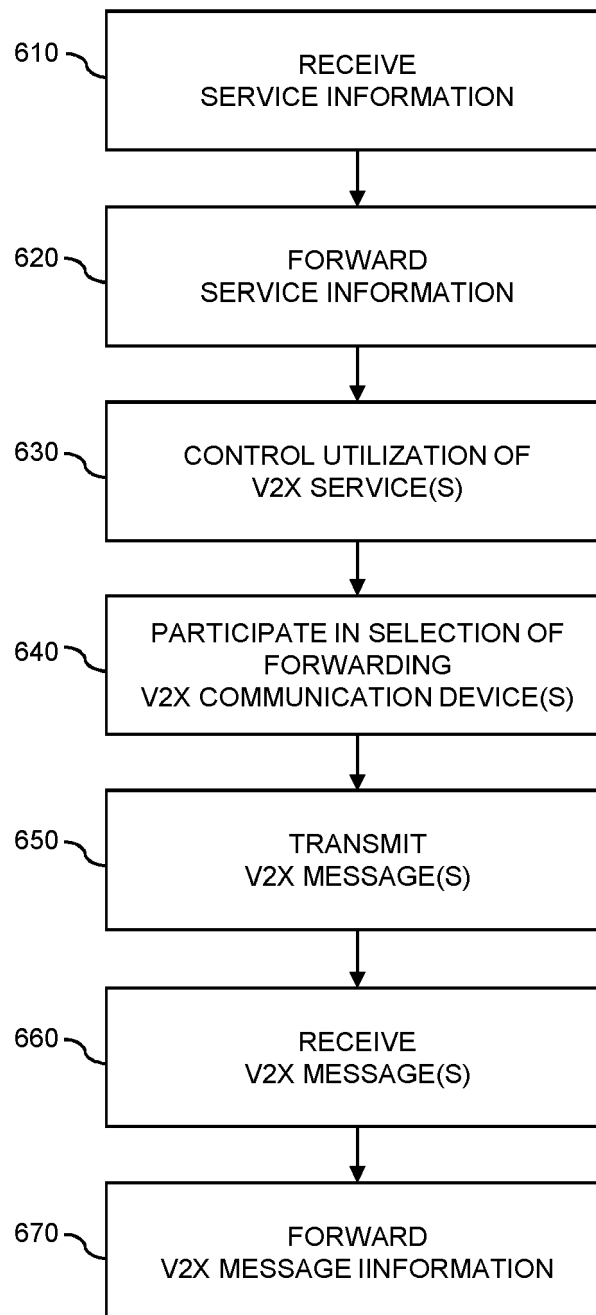 610
RECEIVE
SERVICE INFORMATION
620
FORWARD
SERVICE INFORMATION
630
CONTROL UTILIZATION OF
V2X SERVICE(S)
640
PARTICIPATE IN SELECTION OF
FORWARDING
V2X COMMUNICATION DEVICE(S)
650
TRANSMIT
V2X MESSAGE(S)
660
RECEIVE
V2X MESSAGE(S)
670
FORWARD
V2X MESSAGE IINFORMATION